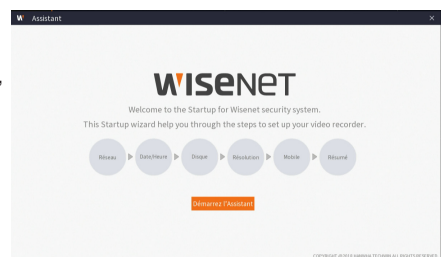 W Assistant
WISENET
Welcome to the Startup for Wisenet security system.
This Startup wizard help you through the steps to set up your video recorder.
Réseau Date/Heure Disque Résolution Mobile Résumé
Démarrez l'Assistant